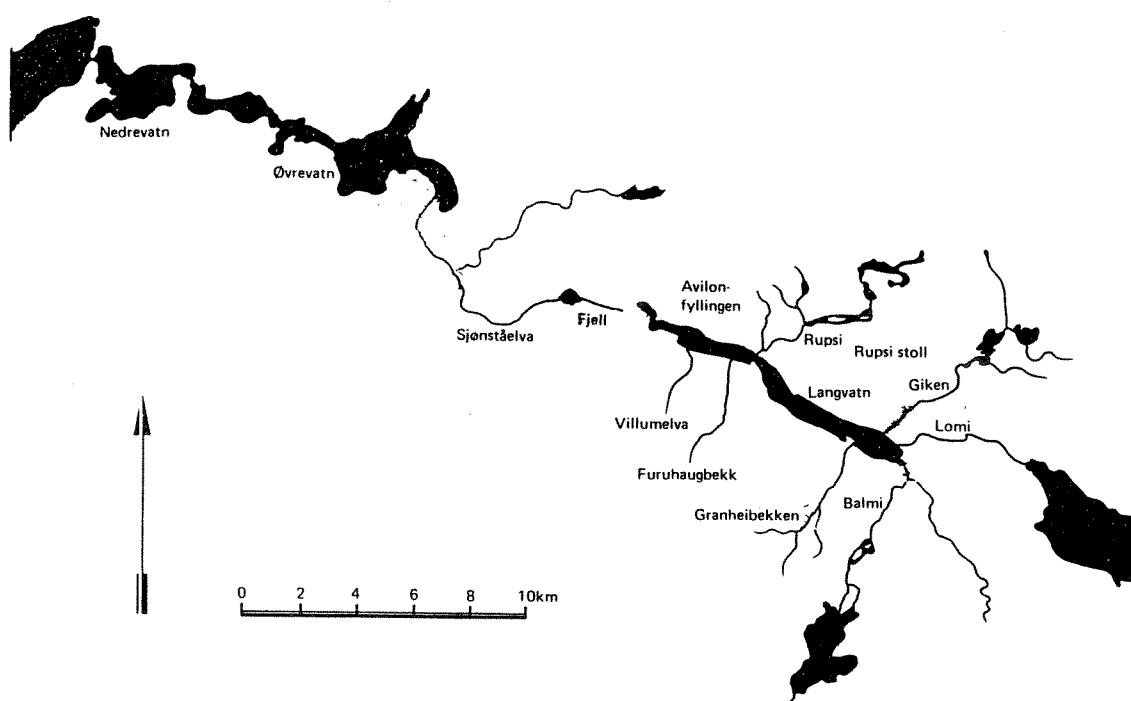 Nedrevatn
Øvrevatn
Avilon-
fyllingen
Sjønståelva
Fjell
Rupsi
Rupsi stoll
Giken
Langvatn
Villumelva
Lomi
Furuhaugbekk
Granheibekken
Balmi
0 2 4 6 8 10km